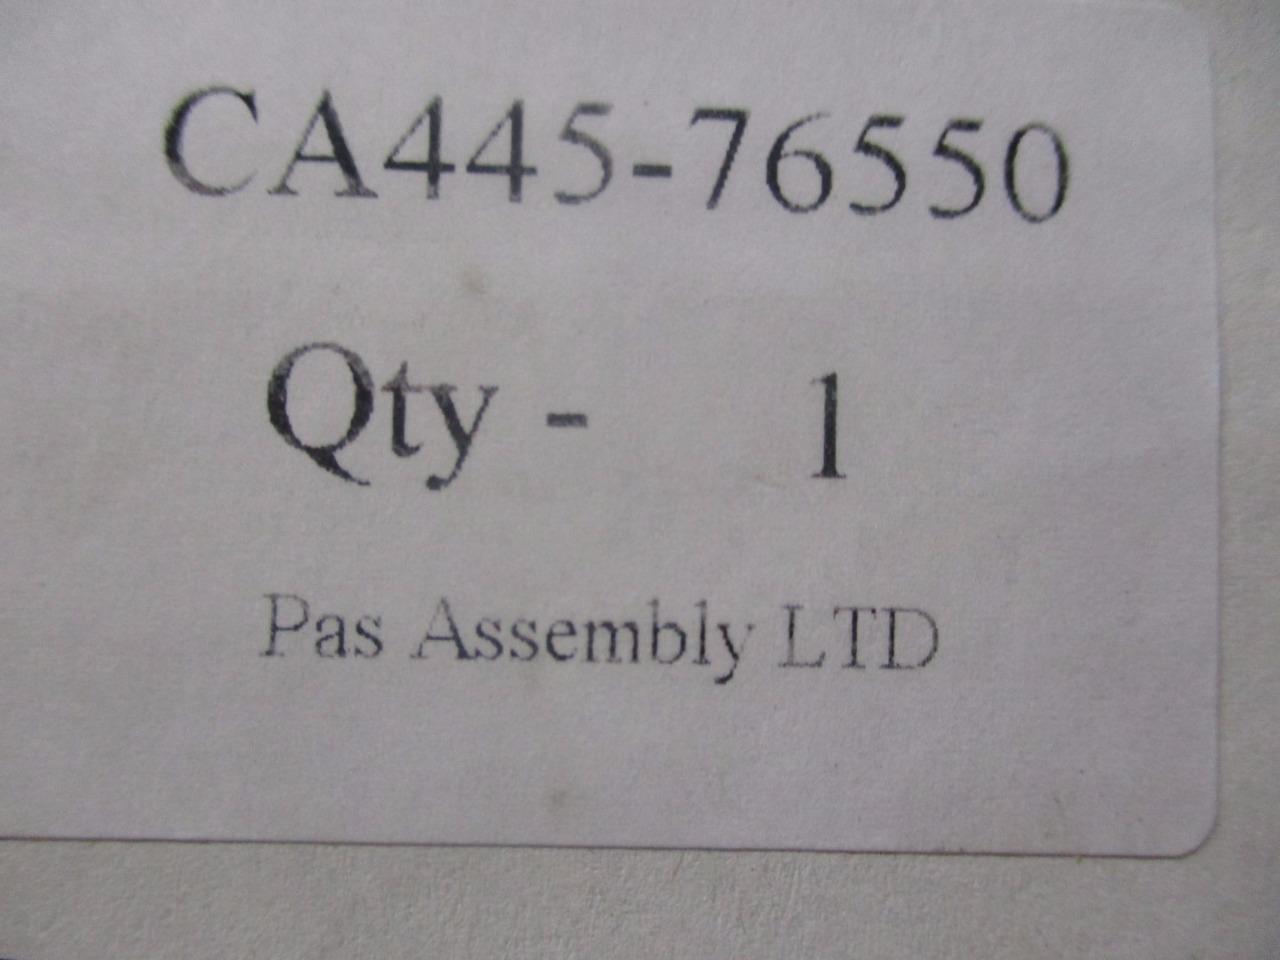 CA445-76550
Qty - 1
Pas Assembly LTD